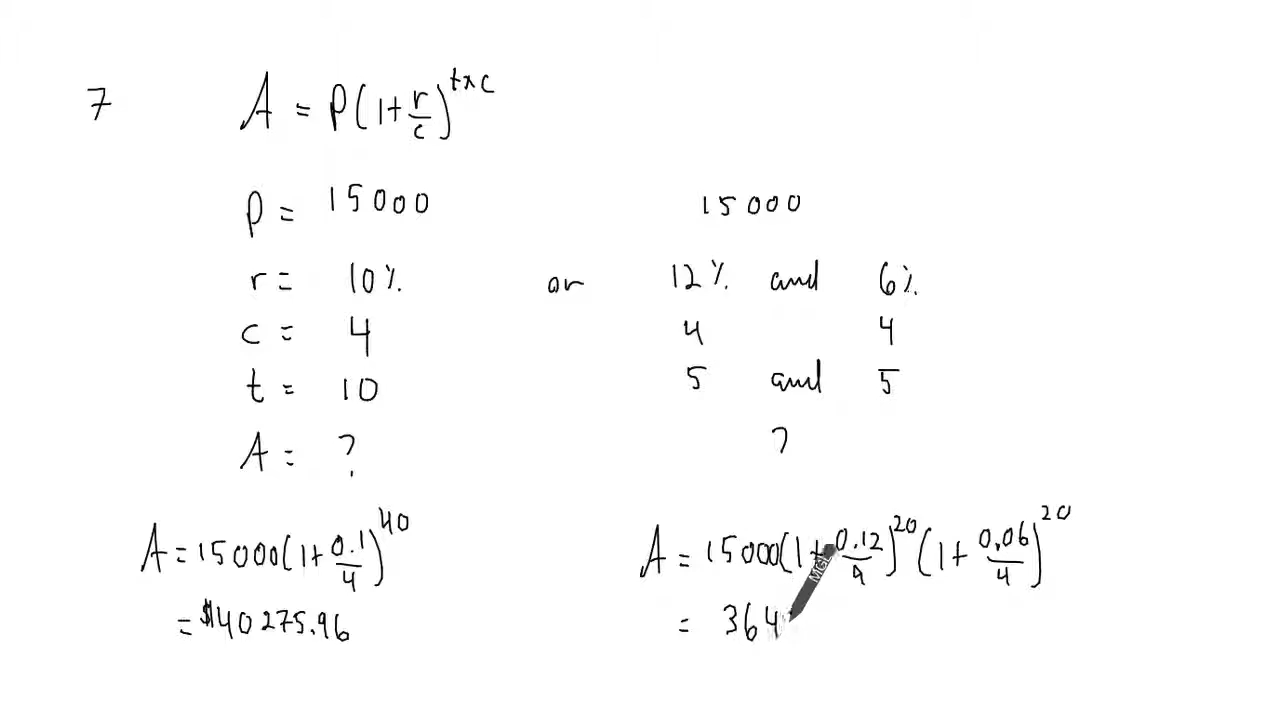 7 A = P(1+r/c)^t×c
P = 15000 15000
r = 10% or 12% and 6%
c = 4 4 4
t = 10 5 and 5
A = ? ?
A = 15000(1+0.1/4)^40 A = 15000(1+0.12/4)^20 (1+0.06/4)^20
= $40275.96 = 364
MGL